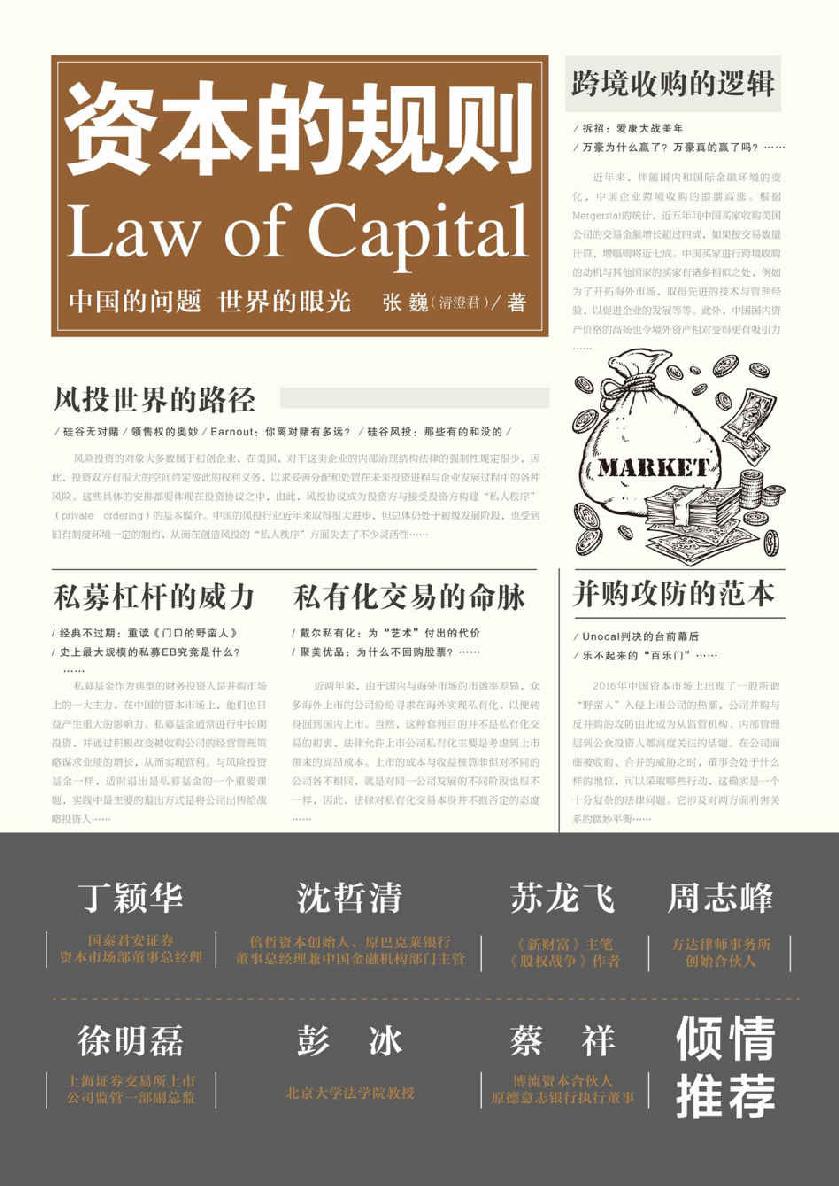 资本的规则
Law of Capital
中国的问题 世界的眼光 张巍（清澄君）/ 著
跨境收购的逻辑
/ 拆招：爱康大战美年
/ 万豪为什么赢了？万豪真的赢了吗？……
近年来，伴随国内和国际金融环境的变
化，中国企业跨境收购的浪潮高涨。根据
Mergerstat的统计，近五年间中国买家收购美国
公司的交易金额增长超过四成，如果按交易数量
计算，增幅则将近七成。中国买家进行跨境收购
的动机与其他国家的买家有诸多相似之处，例如
为了开拓海外市场、取得先进的技术与管理经
验，以促进企业的发展等等。此外，中国国内资
产价格的高扬也令境外资产相对变得更有吸引力
……
MARKET
风投世界的路径
/ 硅谷无对赌 / 领售权的奥妙 / Earnout：你要对赌有多远？ / 硅谷风投：那些有的和没的 /
风险投资的对象大多数属于初创企业，在美国，对于这类企业的内部治理结构法律的强制性规定很少，因
此，投资双方有很大的空间约定彼此的权利义务，以求妥善分配和处置在未来投资进程与企业发展过程中的各种
风险。这些具体的安排都要体现在投资协议之中，由此，风投协议成为投资方与接受投资方构建“私人秩序”
（private ordering）的基本媒介。中国的风投行业近年来取得很大进步，但总体仍处于初级发展阶段，也受到
旧有制度环境一定的制约，从而在创造风投的“私人秩序”方面失去了不少灵活性……
私募杠杆的威力
/ 经典不过期：重读《门口的野蛮人》
/ 史上最大规模的私募EB究竟是什么？
……
私募基金作为典型的财务投资人是并购市场
上的一大主力，在中国的资本市场上，他们也日
益产生重大的影响力。私募基金通常进行中长期
投资，并通过积极改变被收购公司的经营管理策
略谋求业绩的增长，从而实现营利。与风险投资
基金一样，适时退出是私募基金的一个重要课
题，实践中最主要的退出方式是将公司出售给战
略投资人……
私有化交易的命脉
/ 戴尔私有化：为“艺术”付出的代价
/ 聚美优品：为什么不回购股票？……
近两年来，由于国内与海外市场的市盈率差异，众
多海外上市的公司纷纷寻求在海外实现私有化，以便转
身回到国内上市。当然，这种套利目的并不是私有化交
易的初衷，法律允许上市公司私有化主要是考虑到上市
带来的高昂成本。上市的成本与收益权衡非但对不同的
公司各不相同，就是对同一公司发展的不同阶段也很不
一样，因此，法律对私有化交易本身并不抱否定的态度
……
并购攻防的范本
/ Unocal判决的台前幕后
/ 乐不起来的“百乐门”……
2016年中国资本市场上出现了一股所谓
“野蛮人”入侵上市公司的热潮，公司并购与
反并购的攻防由此成为从监管机构、内部管理
层到公众投资人都高度关注的话题。在公司面
临被收购、合并的威胁之时，董事会处于什么
样的地位，可以采取哪些行动，这确实是一个
十分复杂的法律问题，它涉及对两方面利害关
系的微妙平衡……
丁颖华
国泰君安证券
资本市场部董事总经理
沈哲清
信哲资本创始人、原巴克莱银行
董事总经理兼中国金融机构部门主管
苏龙飞
《新财富》主笔
《股权战争》作者
周志峰
方达律师事务所
创始合伙人
徐明磊
上海证券交易所上市
公司监管一部副总监
彭 冰
北京大学法学院教授
蔡 祥
博流资本合伙人
原德意志银行执行董事
倾情
推荐